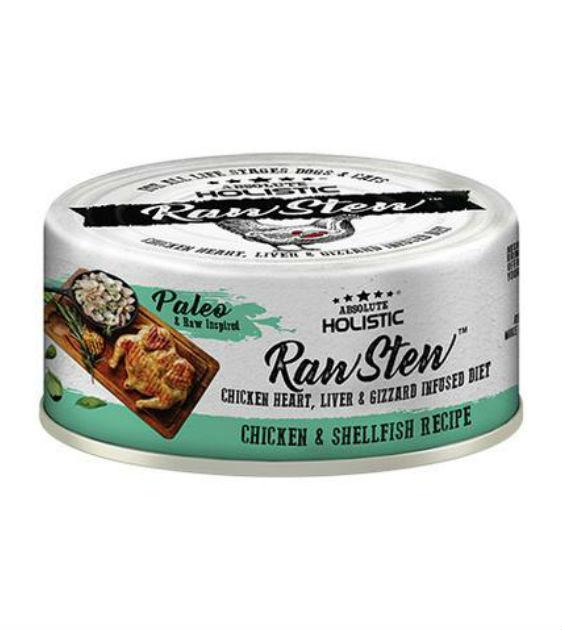 FOR ALL LIFE STAGES DOGS & CATS
ABSOLUTE
HOLISTIC
RawStew™
CHICKEN HEART, LIVER & GIZZARD INFUSED DIET
Paleo
& Raw Inspired
ABSOLUTE
HOLISTIC
RawStew™
CHICKEN HEART, LIVER & GIZZARD INFUSED DIET
CHICKEN & SHELLFISH RECIPE